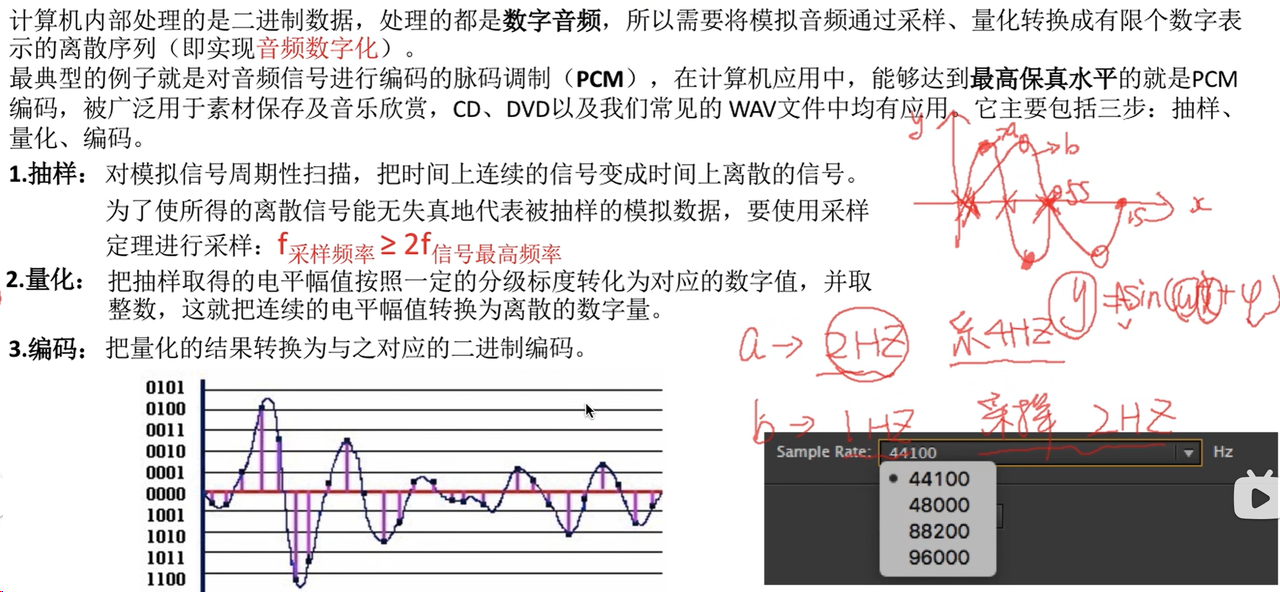 计算机内部处理的是二进制数据，处理的都是数字音频，所以需要将模拟音频通过采样、量化转换成有限个数字表
示的离散序列（即实现音频数字化）。
最典型的例子就是对音频信号进行编码的脉码调制（PCM），在计算机应用中，能够达到最高保真水平的就是PCM
编码，被广泛用于素材保存及音乐欣赏，CD、DVD以及我们常见的 WAV文件中均有应用。它主要包括三步：抽样、
量化、编码。
1.抽样：对模拟信号周期性扫描，把时间上连续的信号变成时间上离散的信号。
为了使所得的离散信号能无失真地代表被抽样的模拟数据，要使用采样
定理进行采样：f采样频率 ≥ 2f信号最高频率
2.量化：把抽样取得的电平幅值按照一定的分级标度转化为对应的数字值，并取
整数，这就把连续的电平幅值转换为离散的数字量。
3.编码：把量化的结果转换为与之对应的二进制编码。
y
a
b
0.5S
1S
x
y=Asin(ωx+φ)
a → 2HZ 采4HZ
b → 1HZ 采样 2HZ
0101
0100
0011
0010
0001
0000
1001
1010
1011
1100
Sample Rate: 44100 Hz
44100
48000
88200
96000